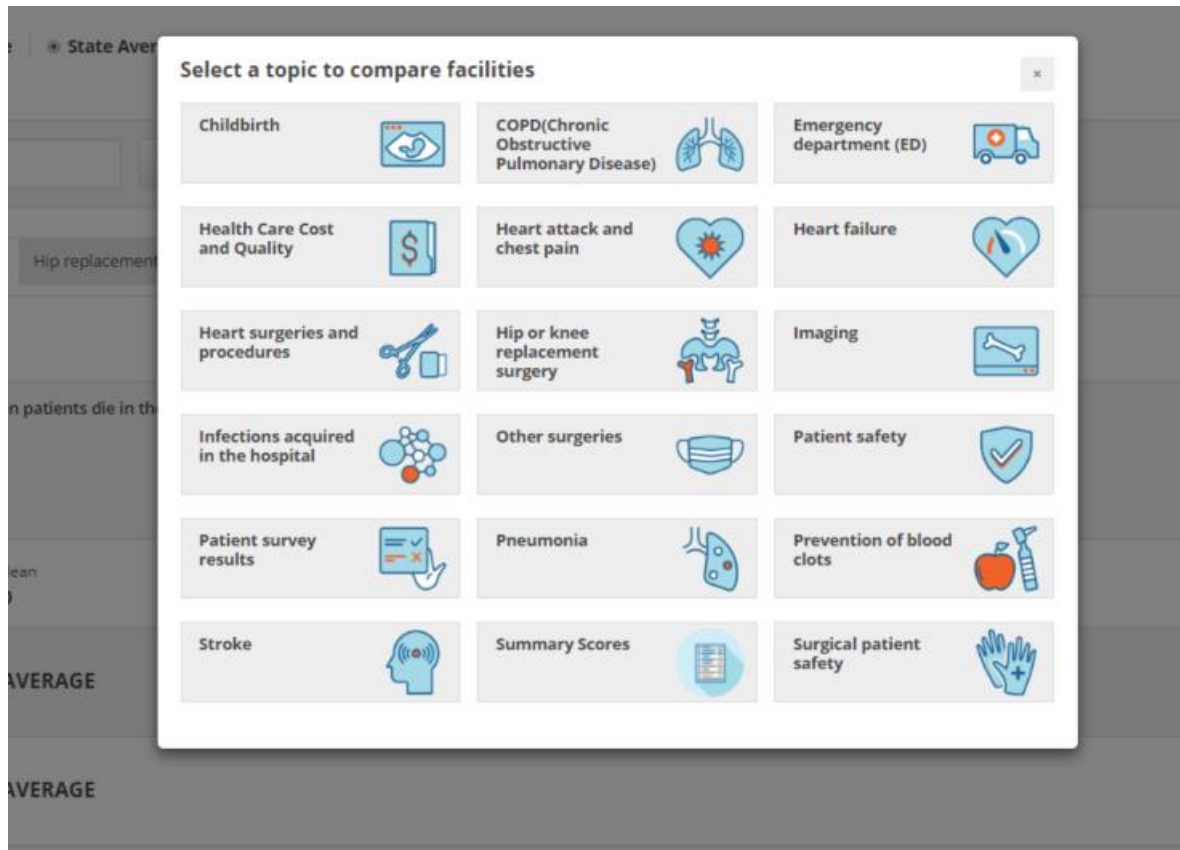 State Aver
Select a topic to compare facilities
×
Childbirth
COPD(Chronic
Obstructive
Pulmonary Disease)
Emergency
department (ED)
Health Care Cost
and Quality
$
Heart attack and
chest pain
Heart failure
Hip replacement
Heart surgeries and
procedures
Hip or knee
replacement
surgery
Imaging
n patients die in th
Infections acquired
in the hospital
Other surgeries
Patient safety
Patient survey
results
Pneumonia
Prevention of blood
clots
ean
Stroke
Summary Scores
Surgical patient
safety
AVERAGE
AVERAGE